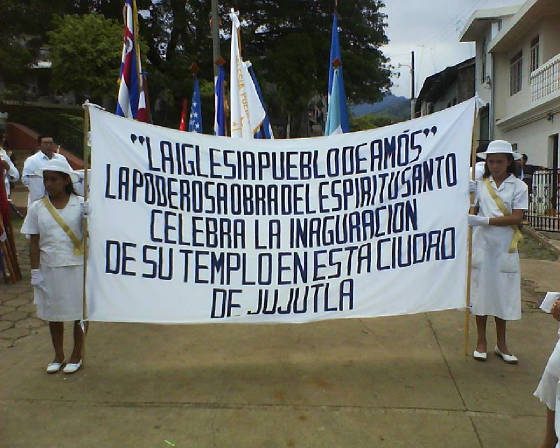 "LA IGLESIA PUEBLO DE AMÓS"
LA PODEROSA OBRA DEL ESPIRITU SANTO
CELEBRA LA INAGURACIÓN
DE SU TEMPLO EN ESTA CIUDAD
DE JUJUTLA